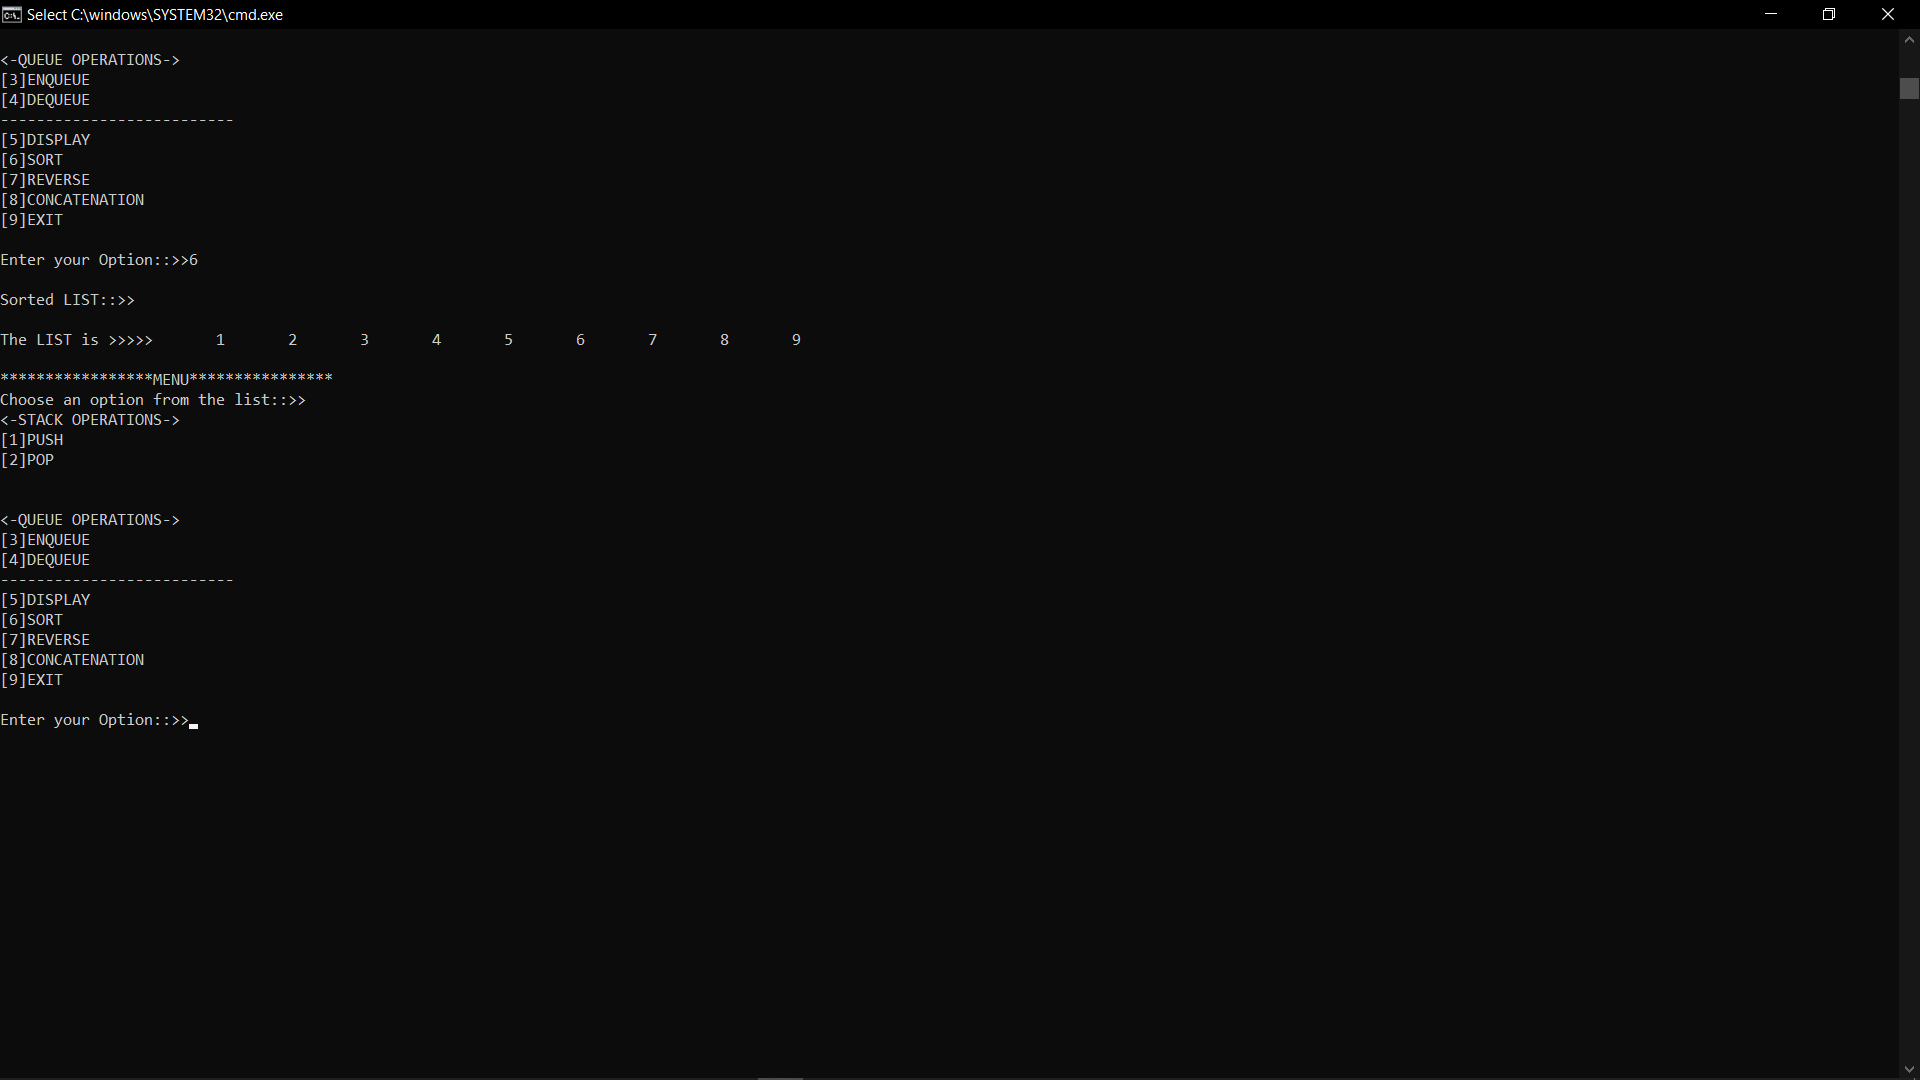 Select C:\windows\SYSTEM32\cmd.exe
<-QUEUE OPERATIONS->
[3]ENQUEUE
[4]DEQUEUE
--------------------------
[5]DISPLAY
[6]SORT
[7]REVERSE
[8]CONCATENATION
[9]EXIT
Enter your Option::>>6
Sorted LIST::>>
The LIST is >>>>> 1 2 3 4 5 6 7 8 9
*****************MENU****************
Choose an option from the list::>>
<-STACK OPERATIONS->
[1]PUSH
[2]POP
<-QUEUE OPERATIONS->
[3]ENQUEUE
[4]DEQUEUE
--------------------------
[5]DISPLAY
[6]SORT
[7]REVERSE
[8]CONCATENATION
[9]EXIT
Enter your Option::>>